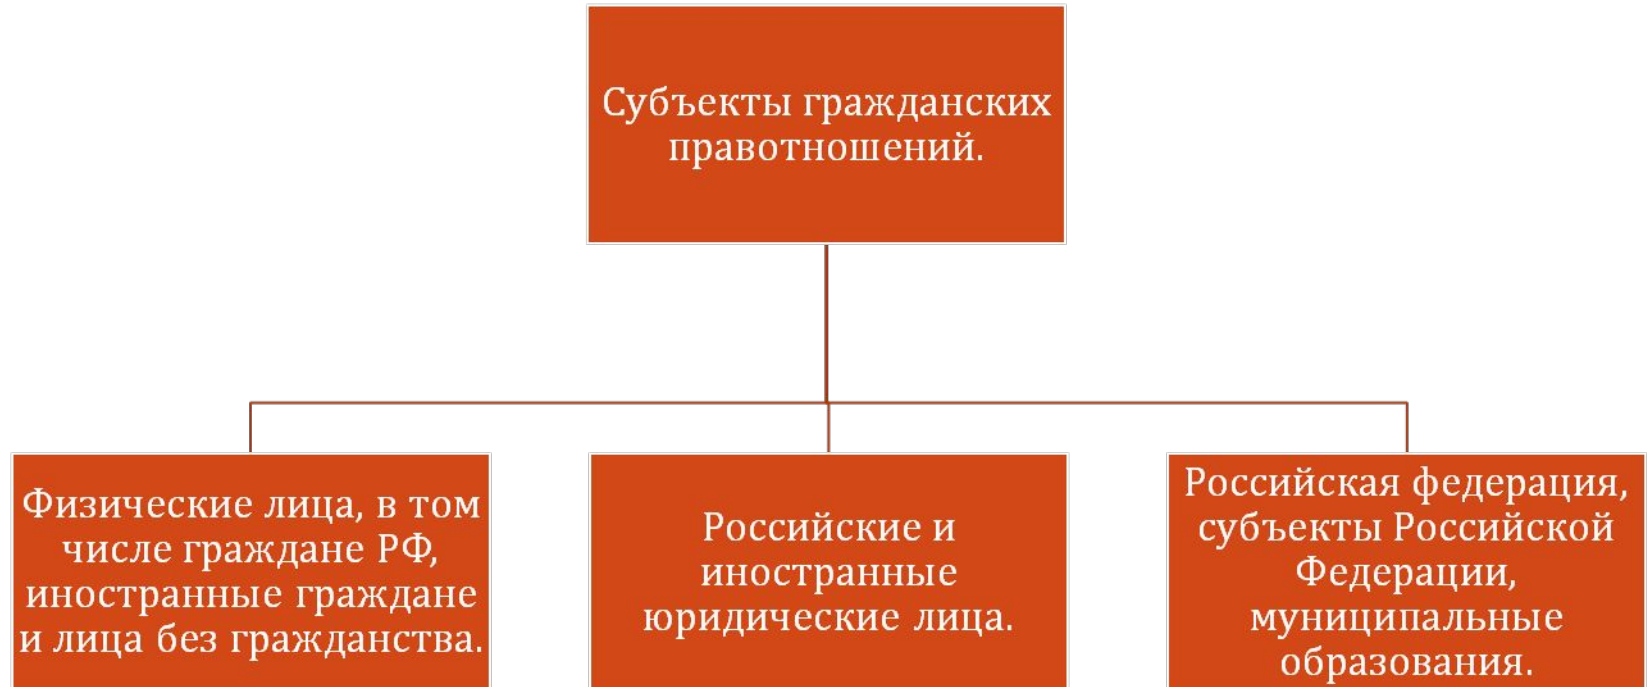 Субъекты гражданских
правотношений.
Физические лица, в том
числе граждане РФ,
иностранные граждане
и лица без гражданства.
Российские и
иностранные
юридические лица.
Российская федерация,
субъекты Российской
Федерации,
муниципальные
образования.